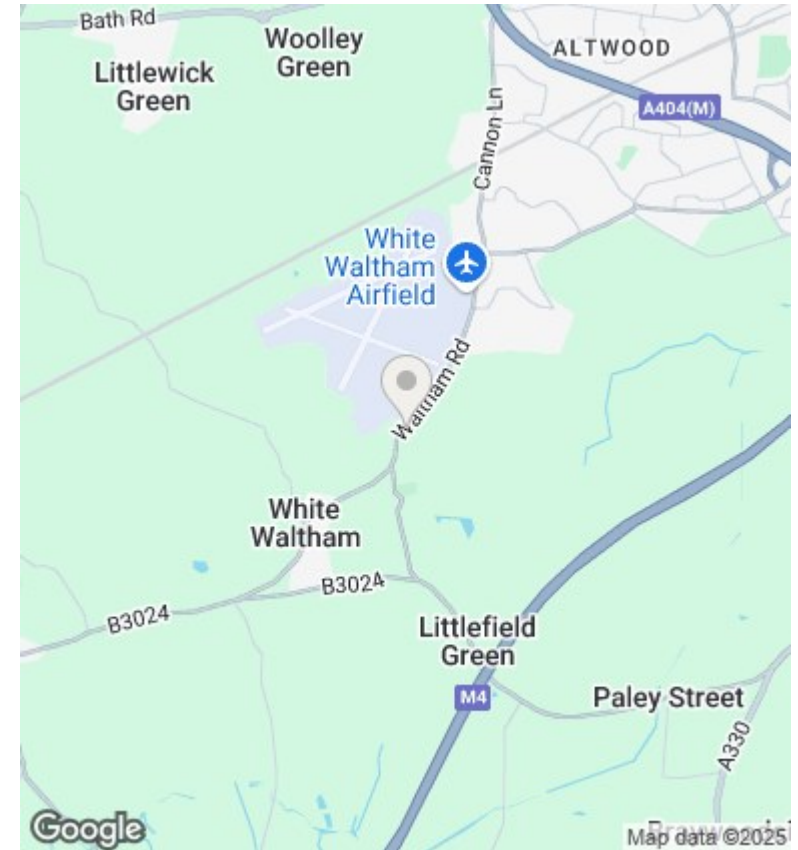 Bath Rd
Woolley
Green
Littlewick
Green
ALTWOOD
A404(M)
Cannon Ln
White
Waltham
Airfield
Waltham Rd
White
Waltham
B3024
B3024
Littlefield
Green
M4
Paley Street
A330
Google
Map data ©2025